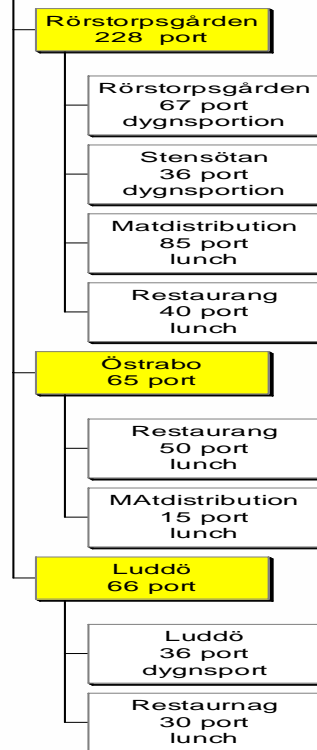 Rörstorpsgården
228 port
Rörstorpsgården
67 port
dygnsportion
Stensötan
36 port
dygnsportion
Matdistribution
85 port
lunch
Restaurang
40 port
lunch
Östrabo
65 port
Restaurang
50 port
lunch
MAtdistribution
15 port
lunch
Luddö
66 port
Luddö
36 port
dygnsport
Restaurnag
30 port
lunch